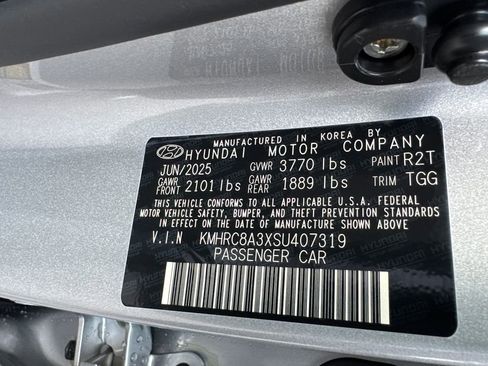 MANUFACTURED IN KOREA BY
HYUNDAI MOTOR COMPANY
JUN/2025 GVWR 3770 lbs PAINT R2T
GAWR FRONT 2101 lbs GAWR REAR 1889 lbs TRIM TGG
THIS VEHICLE CONFORMS TO ALL APPLICABLE U.S.A FEDERAL
MOTOR VEHICLE SAFETY, BUMPER, AND THEFT PREVENTION
STANDARDS IN EFFECT ON THE DATE OF MANUFACTURE
SHOWN ABOVE.
V.I.N KMHRC8A3XSU407319
PASSENGER CAR